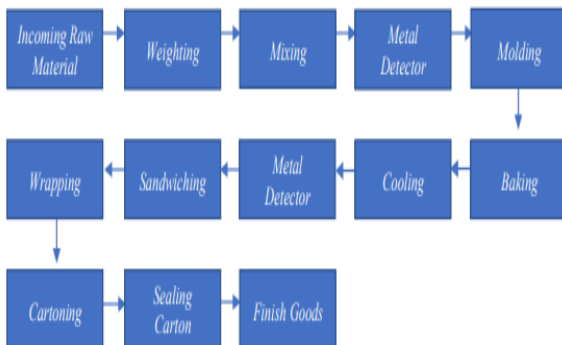 Incoming Raw
Material
Weighting
Mixing
Metal
Detector
Molding
Wrapping
Sandwiching
Metal
Detector
Cooling
Baking
Cartoning
Sealing
Carton
Finish Goods